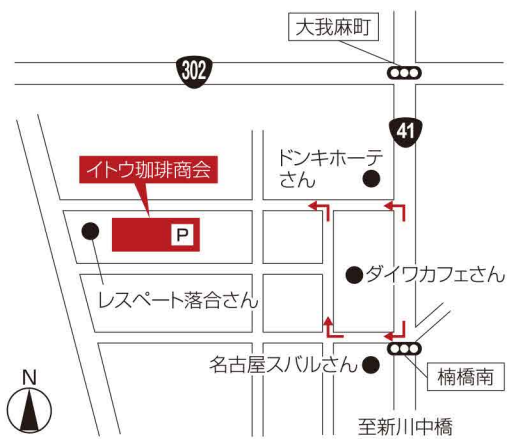 大我麻町
302
41
ドンキホーテ
さん
イトウ珈琲商会
P
ダイワカフェさん
レスペート落合さん
名古屋スバルさん
楠橋南
N
至新川中橋